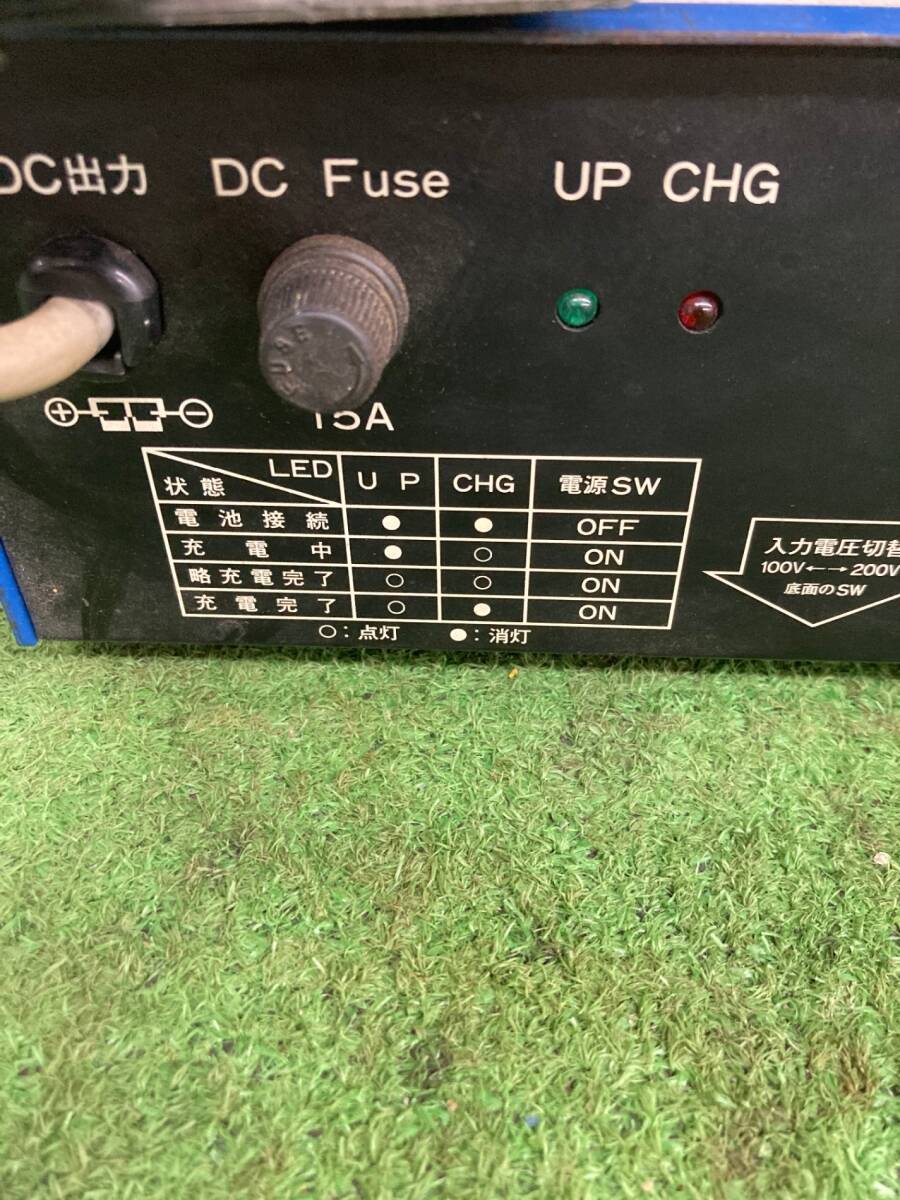 DC出力 DC Fuse UP CHG
15A
LED UP CHG 電源SW
状態
電池接続 ● ● OFF
充電中 ● ○ ON
略充電完了 ○ ○ ON
充電完了 ○ ● ON
○：点灯 ●：消灯
入力電圧切替
100V←→200V
底面のSW